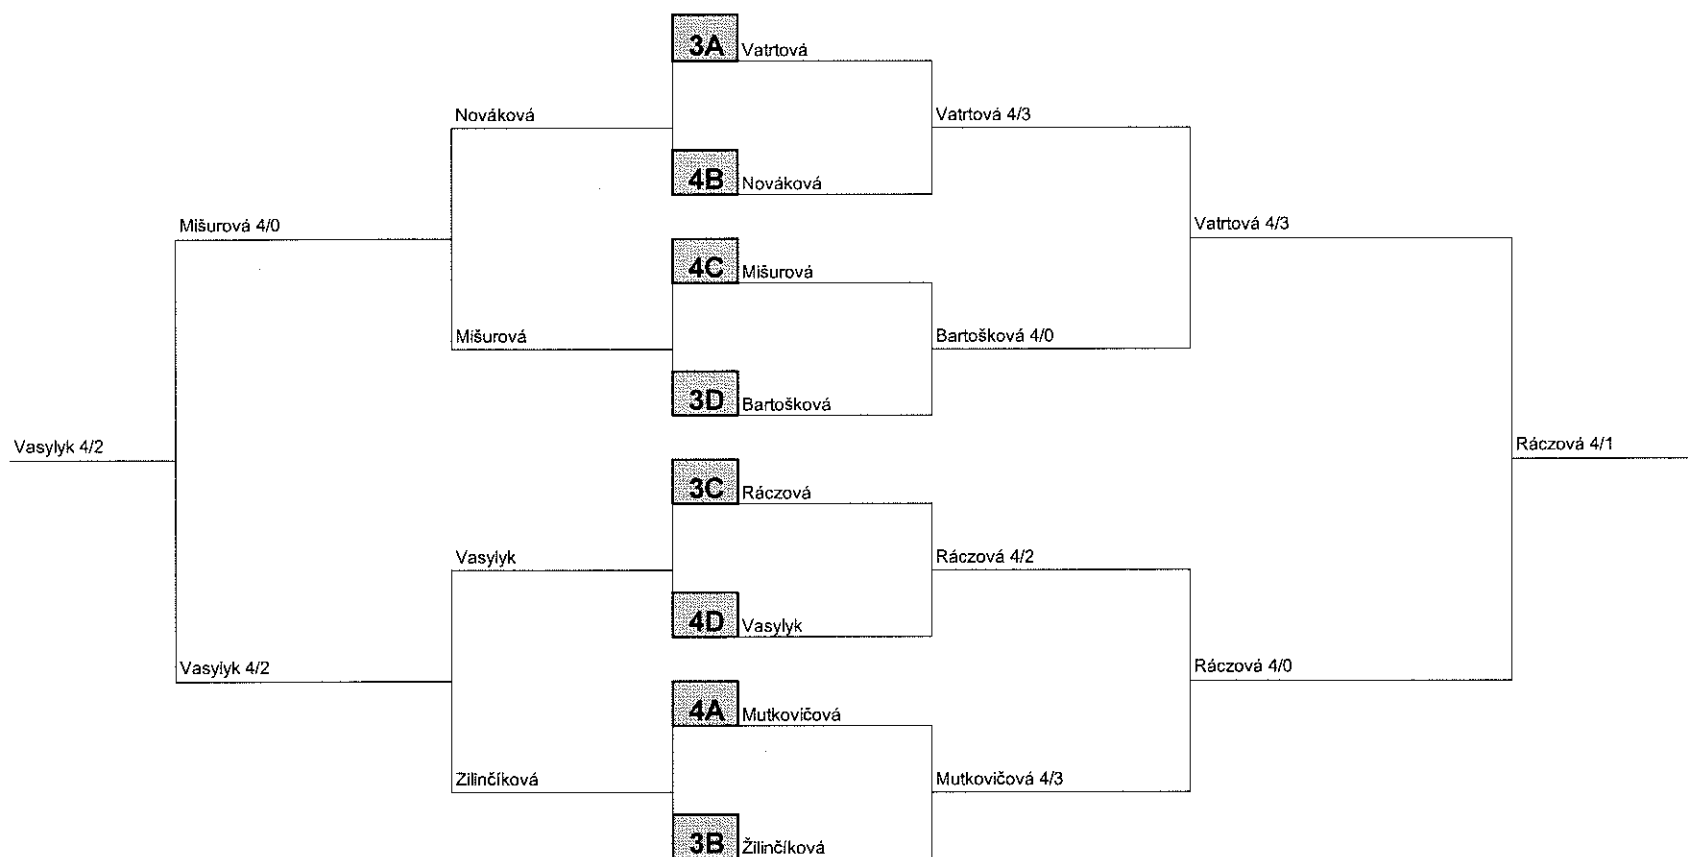 3A Vatrtová
Nováková
Vatrtová 4/3
4B Nováková
Mišurová 4/0
Vatrtová 4/3
4C Mišurová
Mišurová
Bartošková 4/0
3D Bartošková
Vasylyk 4/2
Ráczová 4/1
3C Ráczová
Vasylyk
Ráczová 4/2
4D Vasylyk
Vasylyk 4/2
Ráczová 4/0
4A Mutkovičová
Žilinčíková
Mutkovičová 4/3
3B Žilinčíková